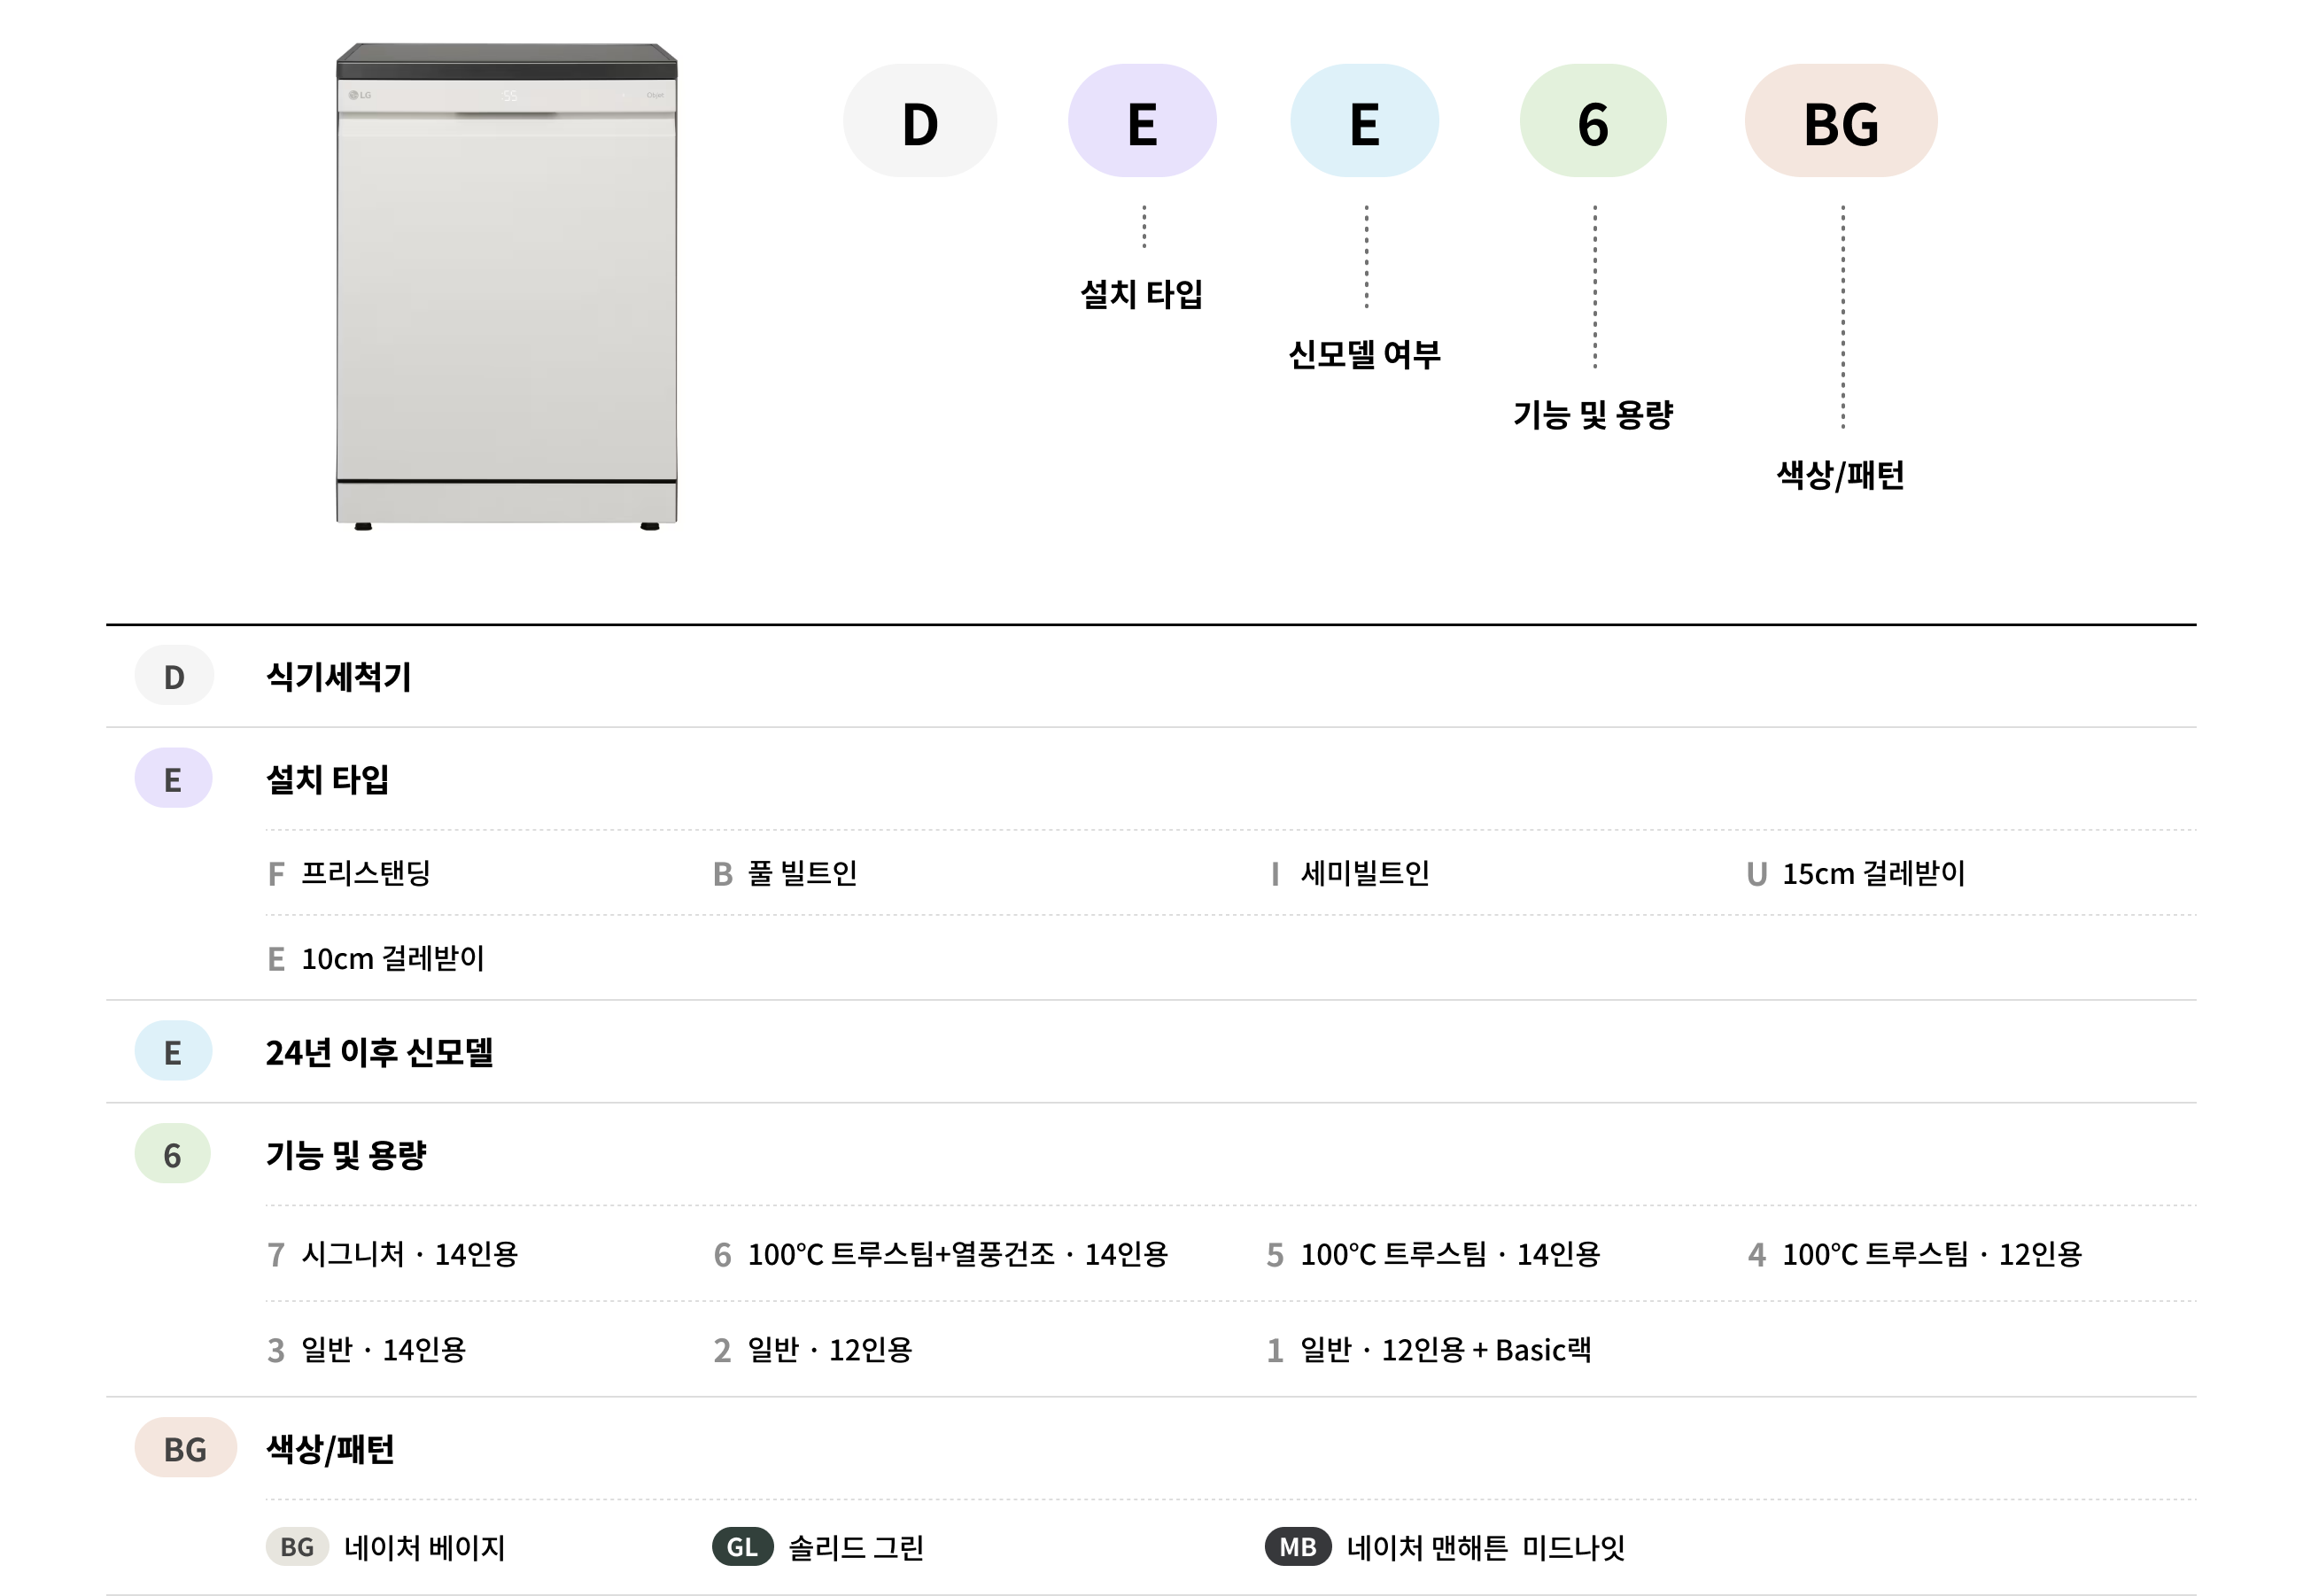 LG
Objet
D E E 6 BG
설치 타입
신모델 여부
기능 및 용량
색상/패턴
D 식기세척기
E 설치 타입
F 프리스탠딩 B 풀 빌트인 I 세미빌트인 U 15cm 걸레받이
E 10cm 걸레받이
E 24년 이후 신모델
6 기능 및 용량
7 시그니처 · 14인용 6 100℃ 트루스팀+열풍건조 · 14인용 5 100℃ 트루스팀 · 14인용 4 100℃ 트루스팀 · 12인용
3 일반 · 14인용 2 일반 · 12인용 1 일반 · 12인용 + Basic랙
BG 색상/패턴
BG 네이처 베이지 GL 솔리드 그린 MB 네이처 맨해튼 미드나잇